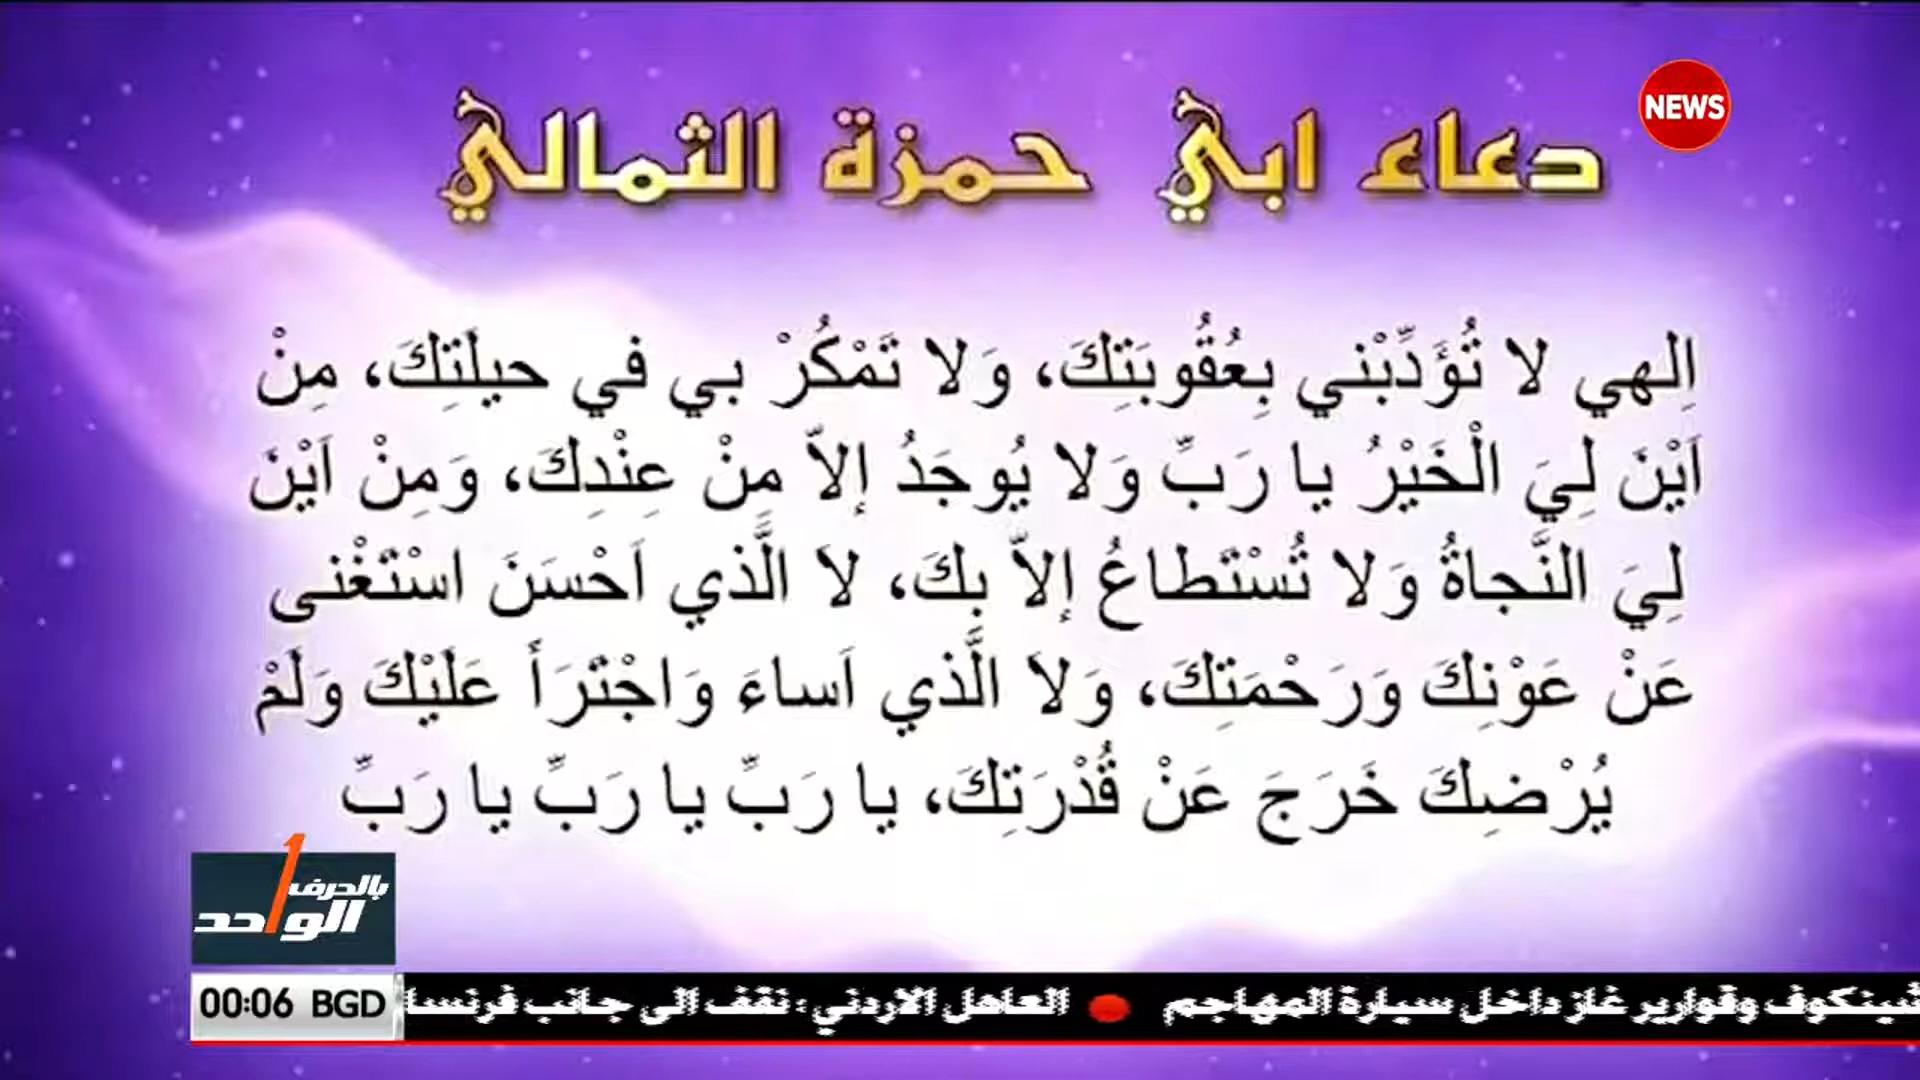 دعاء ابي حمزة الثمالي
NEWS
اِلهي لا تُؤَدِّبْني بِعُقُوبَتِكَ، وَلا تَمْكُرْ بي في حيلَتِكَ، مِنْ
اَيْنَ لِيَ الْخَيْرُ يا رَبِّ وَلا يُوجَدُ إلاّ مِنْ عِنْدِكَ، وَمِنْ اَيْنَ
لِيَ النَّجاةُ وَلا تُسْتَطاعُ إلاّ بِكَ، لاَ الَّذي اَحْسَنَ اسْتَغْنى
عَنْ عَوْنِكَ وَرَحْمَتِكَ، وَلاَ الَّذي اَساءَ وَاجْتَرَأَ عَلَيْكَ وَلَمْ
يُرْضِكَ خَرَجَ عَنْ قُدْرَتِكَ، يا رَبِّ يا رَبِّ يا رَبِّ
بالحرف
الواحد
شينكوف وقوارير غاز داخل سيارة المهاجم ● العاهل الاردني : نقف الى جانب فرنسا
00:06 BGD